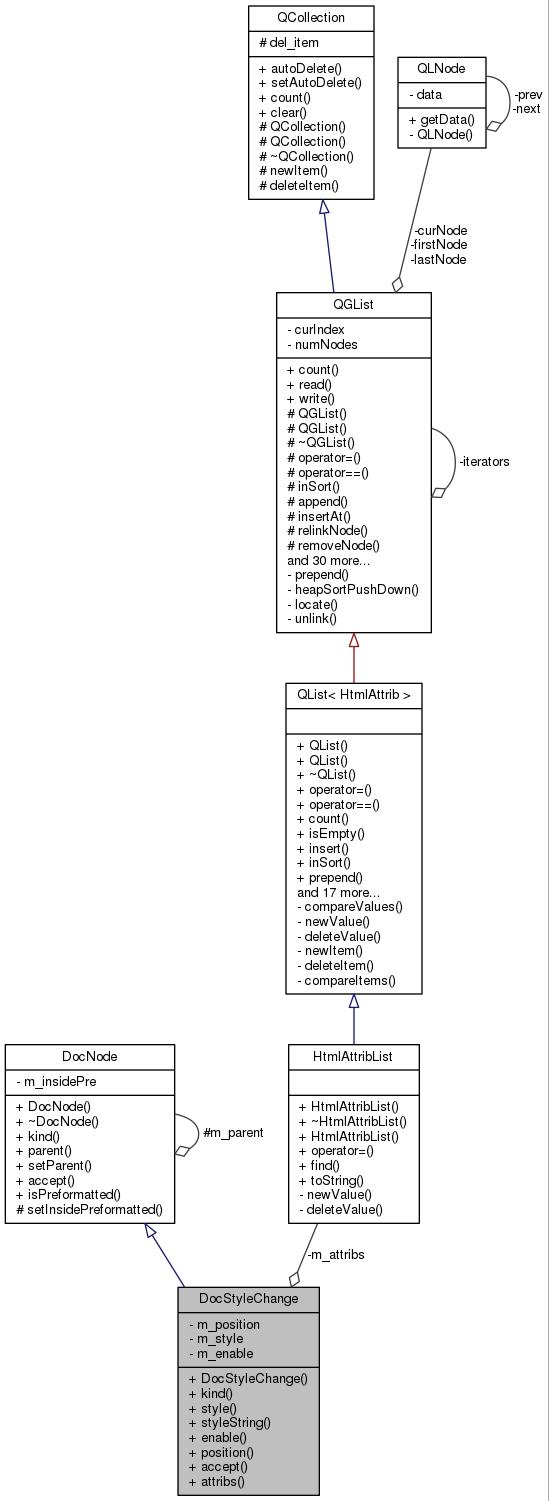 QCollection
# del_item
+ autoDelete()
+ setAutoDelete()
+ count()
+ clear()
# QCollection()
# QCollection()
# ~QCollection()
# newItem()
# deleteItem()
QLNode
- data
+ getData()
- QLNode()
-prev
-next
-curNode
-firstNode
-lastNode
QGList
- curIndex
- numNodes
+ count()
+ read()
+ write()
# QGList()
# QGList()
# ~QGList()
# operator=()
# operator==()
# inSort()
# append()
# insertAt()
# relinkNode()
# removeNode()
and 30 more...
- prepend()
- heapSortPushDown()
- locate()
- unlink()
-iterators
QList< HtmlAttrib >
+ QList()
+ QList()
+ ~QList()
+ operator=()
+ operator==()
+ count()
+ isEmpty()
+ insert()
+ inSort()
+ prepend()
and 17 more...
- compareValues()
- newValue()
- deleteValue()
- newItem()
- deleteItem()
- compareItems()
DocNode
- m_insidePre
+ DocNode()
+ ~DocNode()
+ kind()
+ parent()
+ setParent()
+ accept()
+ isPreformatted()
# setInsidePreformatted()
#m_parent
HtmlAttribList
+ HtmlAttribList()
+ ~HtmlAttribList()
+ HtmlAttribList()
+ operator=()
+ find()
+ toString()
- newValue()
- deleteValue()
-m_attribs
DocStyleChange
- m_position
- m_style
- m_enable
+ DocStyleChange()
+ kind()
+ style()
+ styleString()
+ enable()
+ position()
+ accept()
+ attribs()